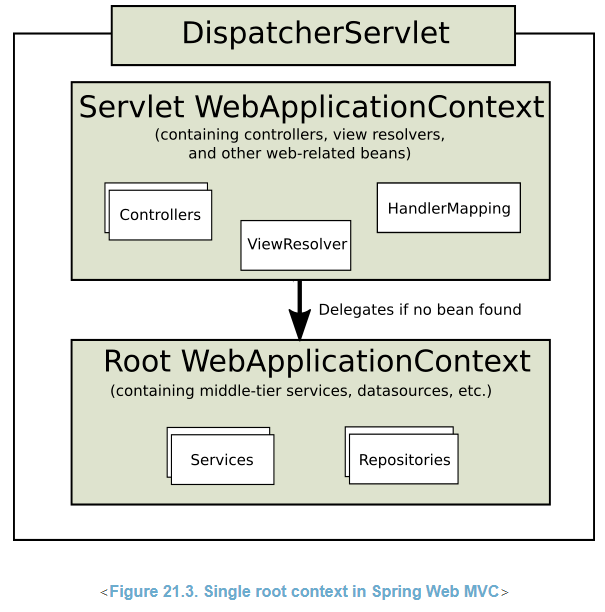 DispatcherServlet
Servlet WebApplicationContext
(containing controllers, view resolvers,
and other web-related beans)
Controllers
HandlerMapping
ViewResolver
Delegates if no bean found
Root WebApplicationContext
(containing middle-tier services, datasources, etc.)
Services
Repositories
<Figure 21.3. Single root context in Spring Web MVC>